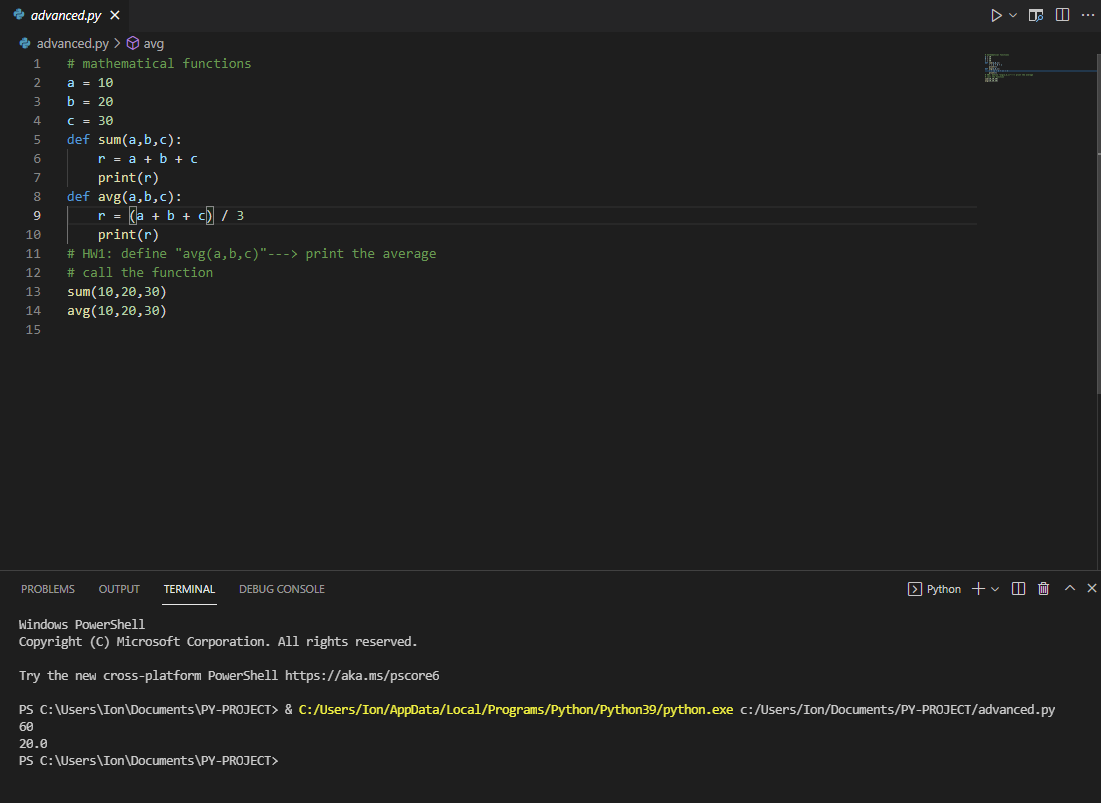 advanced.py
advanced.py > avg
1 # mathematical functions
2 a = 10
3 b = 20
4 c = 30
5 def sum(a,b,c):
6     r = a + b + c
7     print(r)
8 def avg(a,b,c):
9     r = (a + b + c) / 3
10     print(r)
11 # HW1: define "avg(a,b,c)"---> print the average
12 # call the function
13 sum(10,20,30)
14 avg(10,20,30)
15
PROBLEMS OUTPUT TERMINAL DEBUG CONSOLE Python
Windows PowerShell
Copyright (C) Microsoft Corporation. All rights reserved.
Try the new cross-platform PowerShell https://aka.ms/pscore6
PS C:\Users\Ion\Documents\PY-PROJECT> & C:/Users/Ion/AppData/Local/Programs/Python/Python39/python.exe c:/Users/Ion/Documents/PY-PROJECT/advanced.py
60
20.0
PS C:\Users\Ion\Documents\PY-PROJECT>